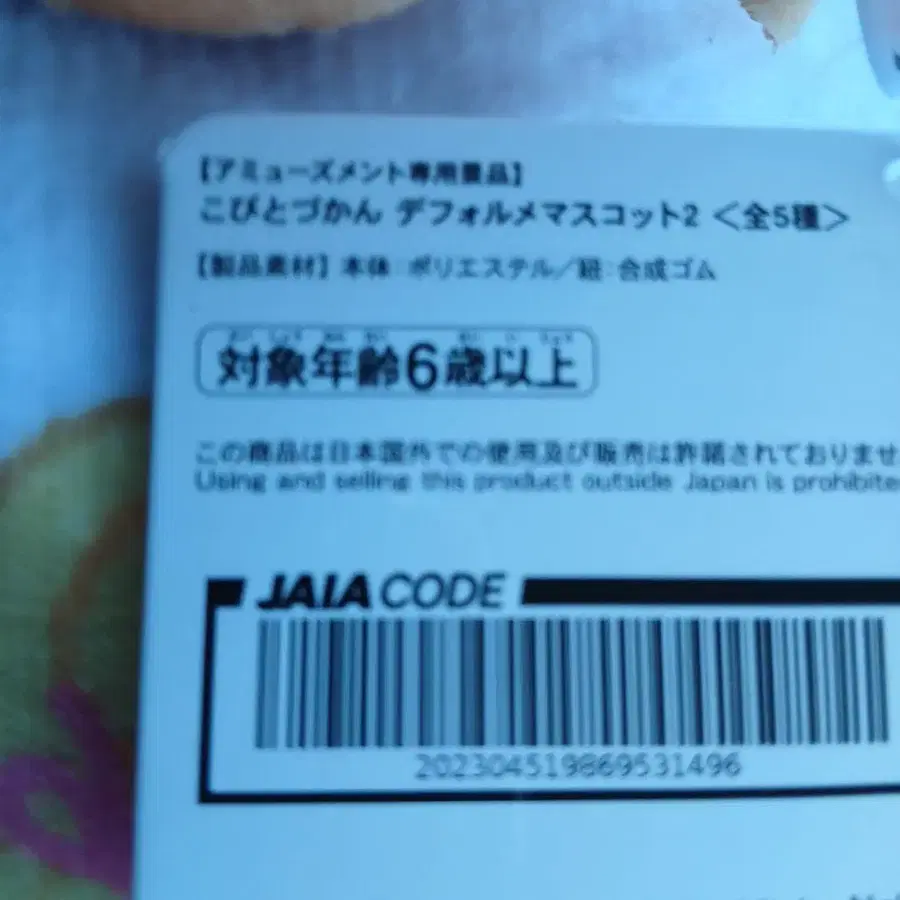 【アミューズメント専用景品】
こびとづかん デフォルメマスコット2 <全5種>
【製品素材】本体:ポリエステル/紐:合成ゴム
対象年齢6歳以上
この商品は日本国外での使用及び販売は許諾されておりませ
Using and selling this product outside Japan is prohibite
JAIA CODE
202304519869531496